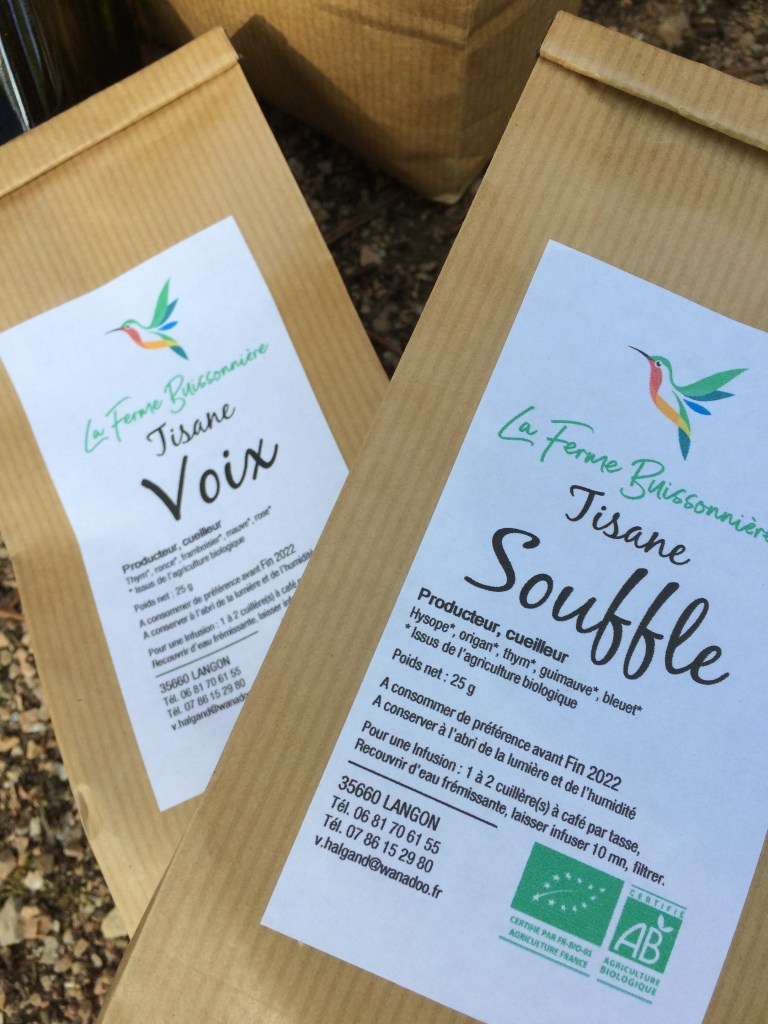 La Ferme Buissonnière
Tisane
Voix
Producteur, cueilleur
Thym*, ronce*, framboisier*, mauve*, rose*
* Issus de l'agriculture biologique
Poids net : 25 g
A consommer de préférence avant Fin 2022
A conserver à l'abri de la lumière et de l'humidité
Pour une Infusion : 1 à 2 cuillère(s) à café
Recouvrir d'eau frémissante, laisser infuser
35660 LANGON
Tél. 06 81 70 61 55
Tél. 07 86 15 29 80
v.halgand@wanadoo
La Ferme Buissonnière
Tisane
Souffle
Producteur, cueilleur
Hysope*, origan*, thym*, guimauve*, bleuet*
* Issus de l'agriculture biologique
Poids net : 25 g
A consommer de préférence avant Fin 2022
A conserver à l'abri de la lumière et de l'humidité
Pour une Infusion : 1 à 2 cuillère(s) à café par tasse,
Recouvrir d'eau frémissante, laisser infuser 10 mn, filtrer.
35660 LANGON
Tél. 06 81 70 61 55
Tél. 07 86 15 29 80
v.halgand@wanadoo.fr
CERTIFIÉ PAR FR-BIO-01
AGRICULTURE FRANCE
CERTIFIÉ
AB
AGRICULTURE
BIOLOGIQUE